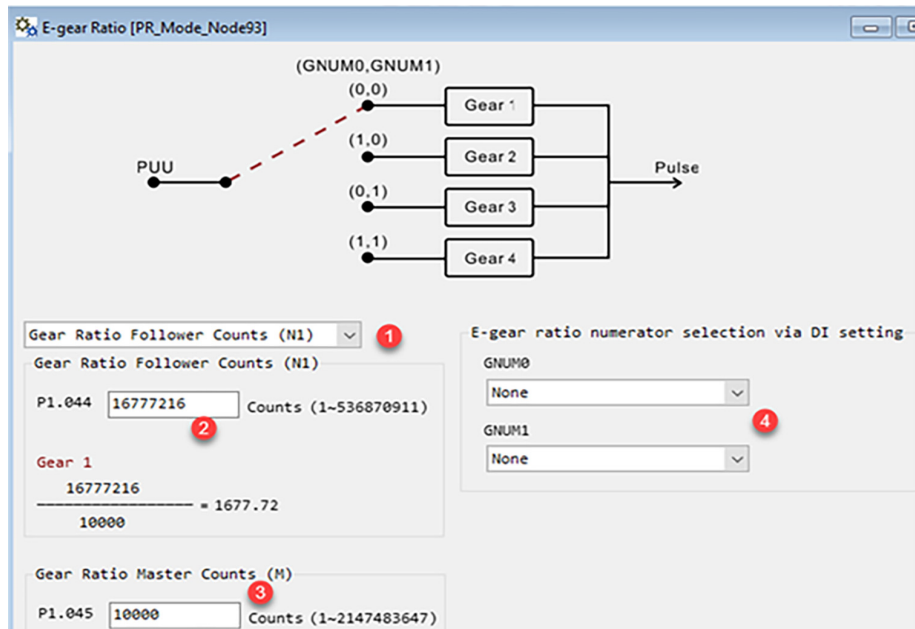 E-gear Ratio [PR_Mode_Node93]
(GNUM0,GNUM1)
(0,0)
Gear 1
(1,0)
Gear 2
PUU
Pulse
(0,1)
Gear 3
(1,1)
Gear 4
Gear Ratio Follower Counts (N1)
1
Gear Ratio Follower Counts (N1)
P1.044 16777216 Counts (1~536870911)
2
Gear 1
16777216
= 1677.72
10000
E-gear ratio numerator selection via DI setting
GNUM0
None
4
GNUM1
None
Gear Ratio Master Counts (M)
3
P1.045 10000 Counts (1~2147483647)